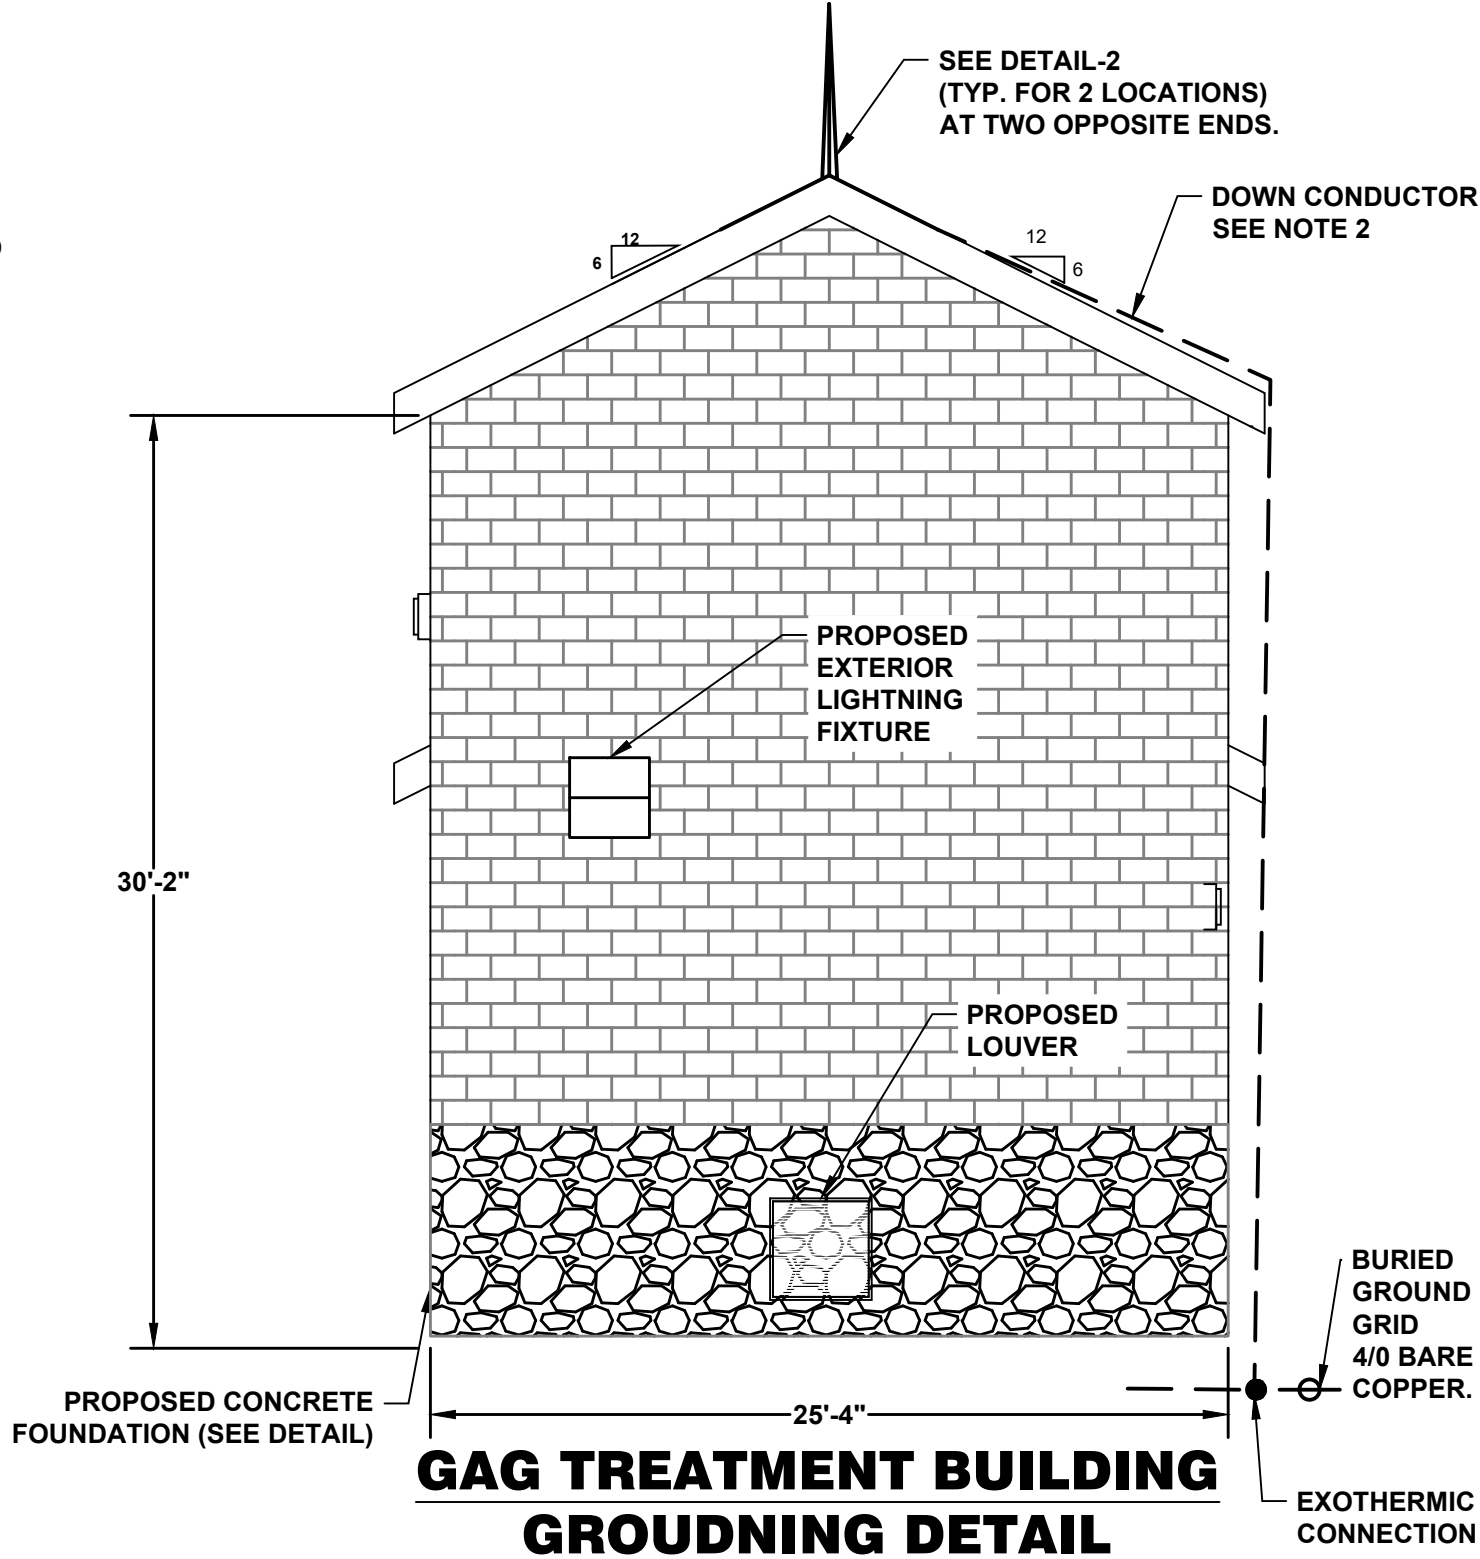 SEE DETAIL-2
(TYP. FOR 2 LOCATIONS)
AT TWO OPPOSITE ENDS.
DOWN CONDUCTOR
SEE NOTE 2
12
6
12
6
PROPOSED
EXTERIOR
LIGHTNING
FIXTURE
30'-2"
PROPOSED
LOUVER
BURIED
GROUND
GRID
4/0 BARE
COPPER.
PROPOSED CONCRETE
FOUNDATION (SEE DETAIL)
25'-4"
GAG TREATMENT BUILDING
GROUDNING DETAIL
EXOTHERMIC
CONNECTION